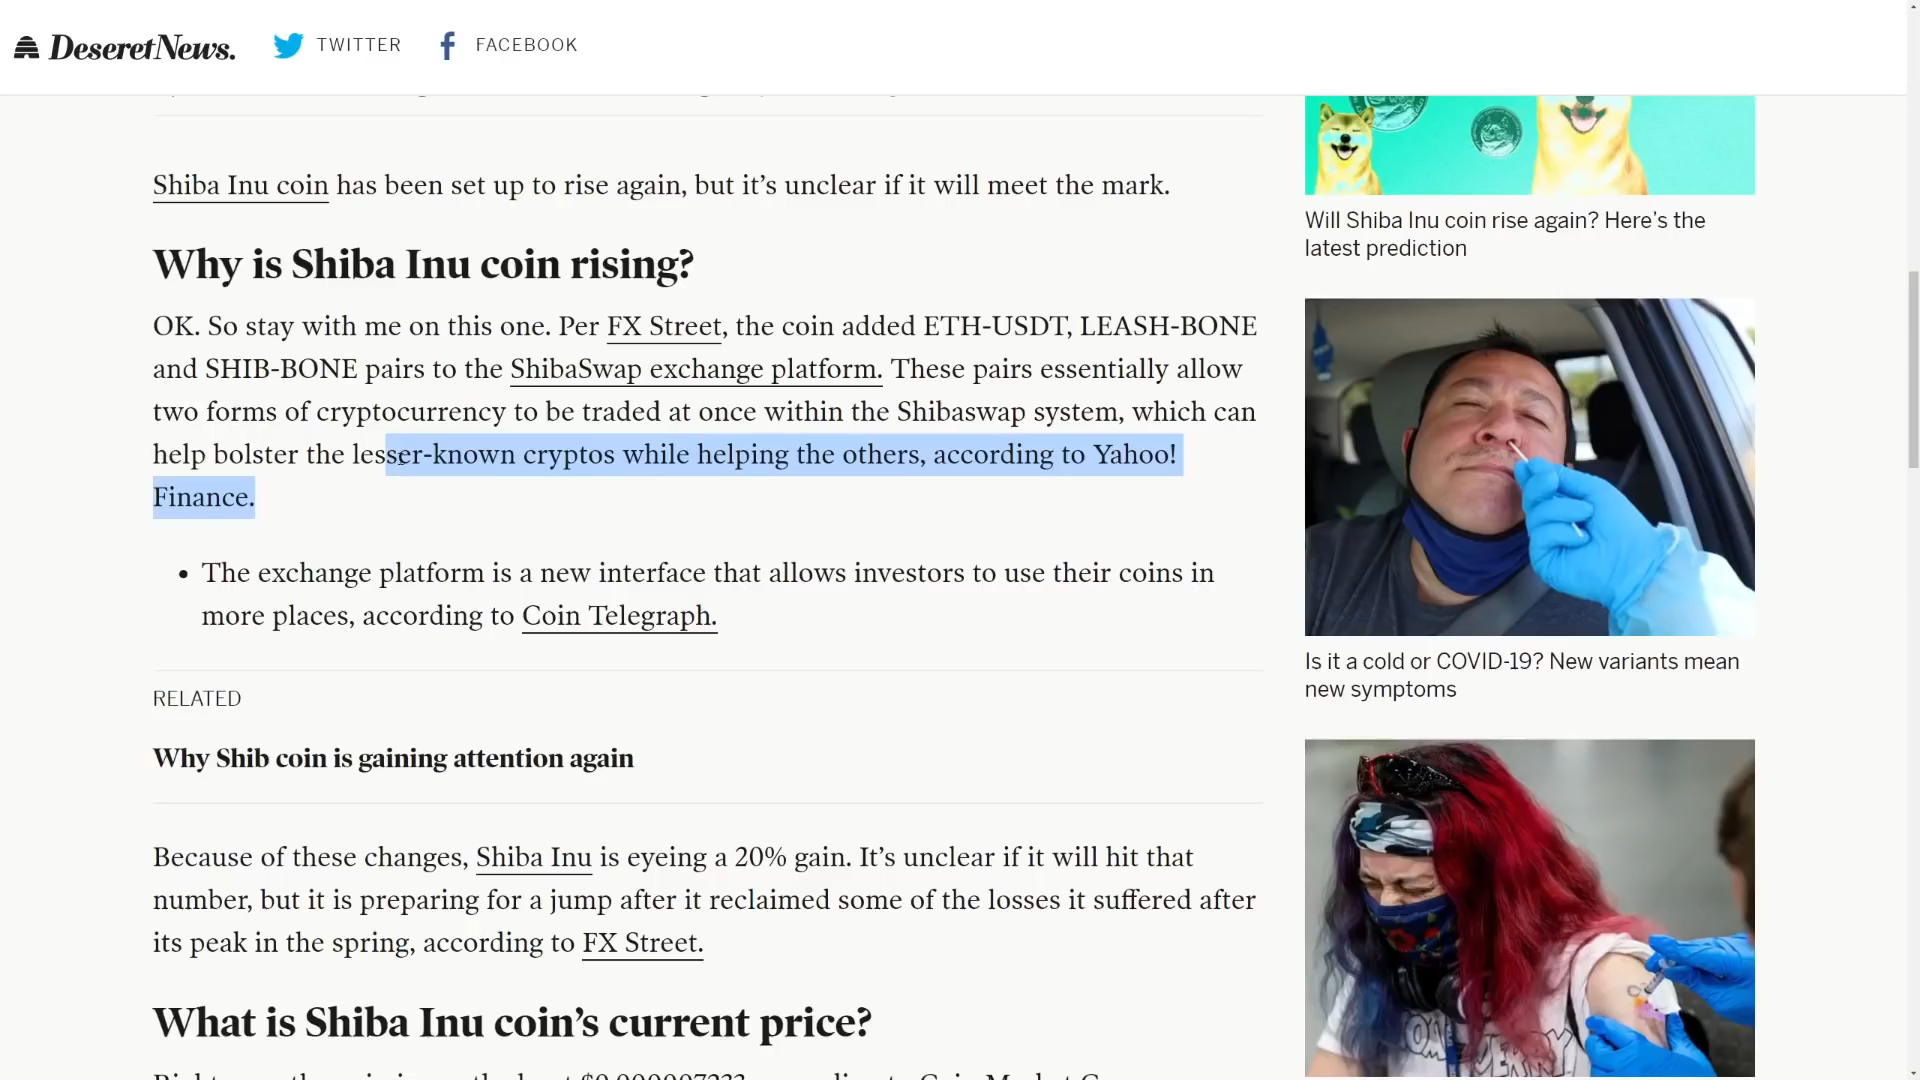 DeseretNews.
TWITTER
FACEBOOK
Shiba Inu coin has been set up to rise again, but it’s unclear if it will meet the mark.
Why is Shiba Inu coin rising?
OK. So stay with me on this one. Per FX Street, the coin added ETH-USDT, LEASH-BONE
and SHIB-BONE pairs to the ShibaSwap exchange platform. These pairs essentially allow
two forms of cryptocurrency to be traded at once within the Shibaswap system, which can
help bolster the lesser-known cryptos while helping the others, according to Yahoo!
Finance.
• The exchange platform is a new interface that allows investors to use their coins in
more places, according to Coin Telegraph.
RELATED
Why Shib coin is gaining attention again
Because of these changes, Shiba Inu is eyeing a 20% gain. It’s unclear if it will hit that
number, but it is preparing for a jump after it reclaimed some of the losses it suffered after
its peak in the spring, according to FX Street.
What is Shiba Inu coin’s current price?
Will Shiba Inu coin rise again? Here’s the
latest prediction
Is it a cold or COVID-19? New variants mean
new symptoms